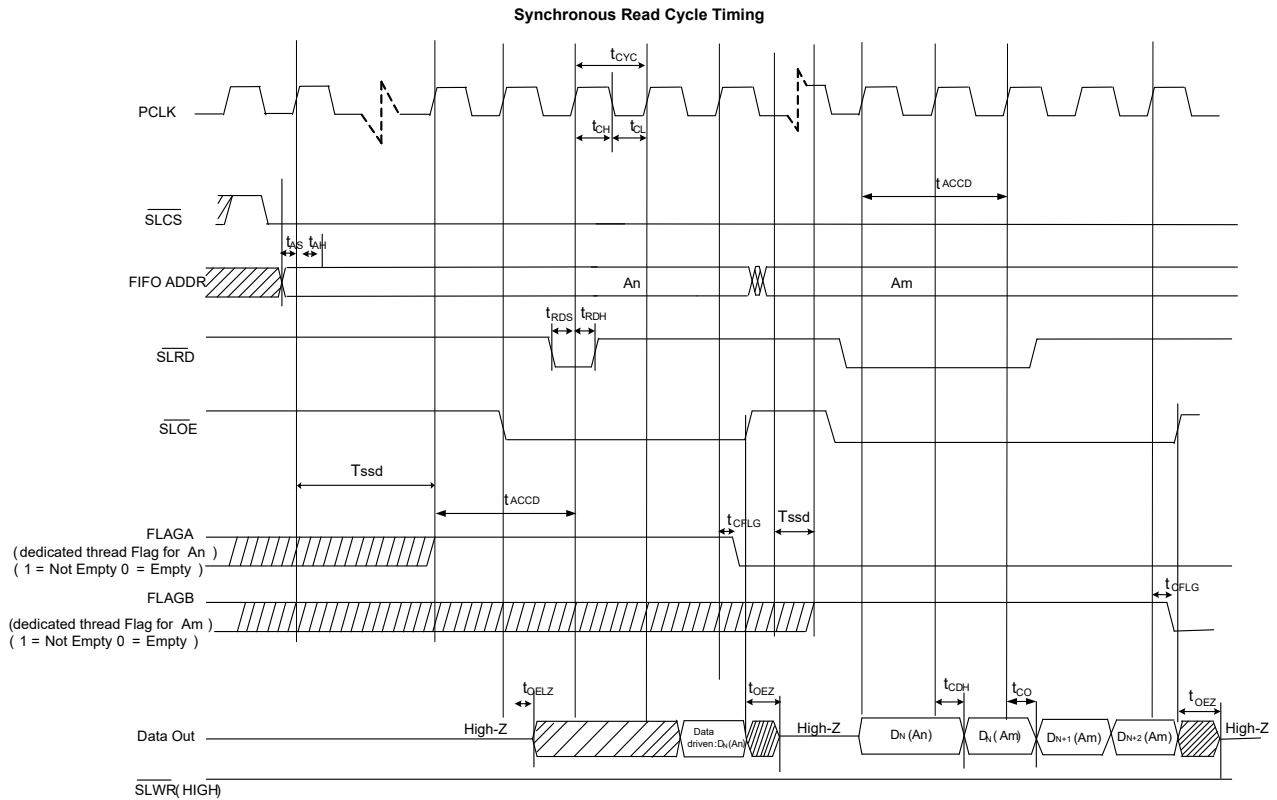 Synchronous Read Cycle Timing
tCYC
PCLK
tCH
tCL
tACCD
SLCS
tAS
tAH
FIFO ADDR
An
Am
tRDS
tRDH
SLRD
SLOE
Tssd
tACCD
tCFLG
Tssd
FLAGA
(dedicated thread Flag for An )
( 1 = Not Empty 0 = Empty )
FLAGB
(dedicated thread Flag for Am )
( 1 = Not Empty 0 = Empty )
tCFLG
tOELZ
tOEZ
tCDH
tCO
tOEZ
Data Out
High-Z
Data
driven:DN(An)
High-Z
DN(An)
DN(Am)
DN+1(Am)
DN+2(Am)
High-Z
SLWR(HIGH)